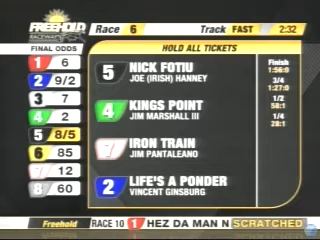 FREEHOLD
RACEWAY
Race 6
Track FAST
2:32
FINAL ODDS
HOLD ALL TICKETS
1 6
2 9/2
3 7
4 2
5 8/5
6 85
7 12
8 60
5 NICK FOTIU
JOE (IRISH) HANNEY
4 KINGS POINT
JIM MARSHALL III
7 IRON TRAIN
JIM PANTALEANO
2 LIFE'S A PONDER
VINCENT GINSBURG
Finish
1:56:0
3/4
1:27:0
1/2
58:1
1/4
28:1
Freehold RACE 10 1 HEZ DA MAN N SCRATCHED